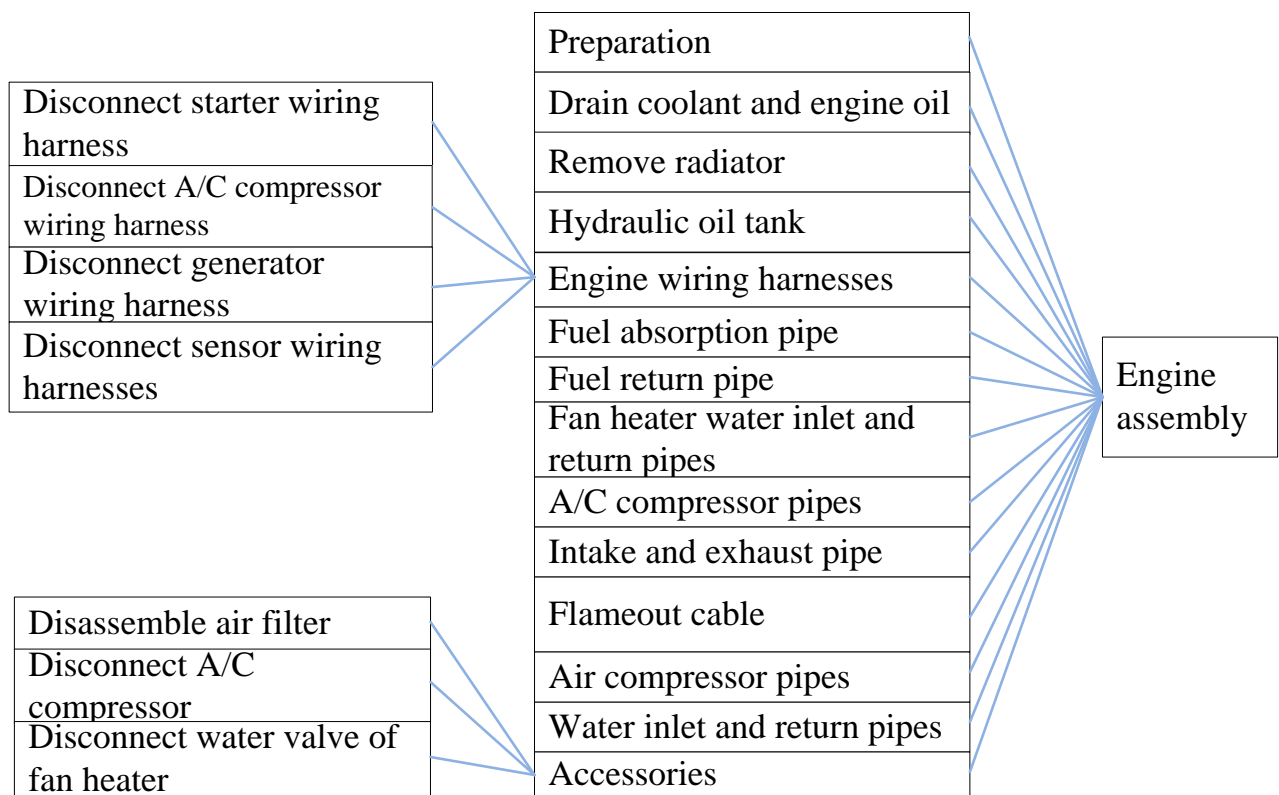 Disconnect starter wiring
harness
Disconnect A/C compressor
wiring harness
Disconnect generator
wiring harness
Disconnect sensor wiring
harnesses
Disassemble air filter
Disconnect A/C
compressor
Disconnect water valve of
fan heater
Preparation
Drain coolant and engine oil
Remove radiator
Hydraulic oil tank
Engine wiring harnesses
Fuel absorption pipe
Fuel return pipe
Fan heater water inlet and
return pipes
A/C compressor pipes
Intake and exhaust pipe
Flameout cable
Air compressor pipes
Water inlet and return pipes
Accessories
Engine
assembly